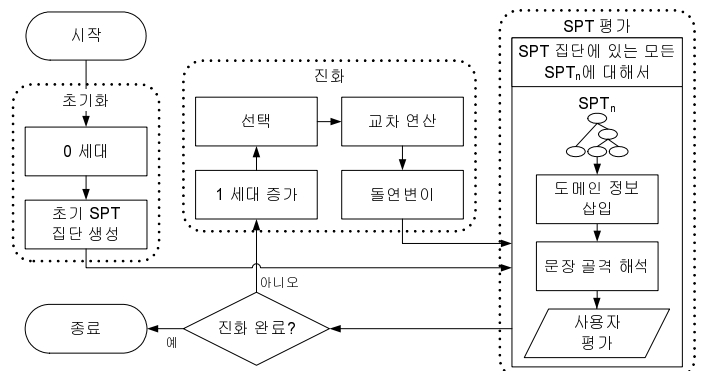 시작
초기화
0 세대
초기 SPT
집단 생성
진화
선택
교차 연산
1 세대 증가
돌연변이
아니오
진화 완료?
예
종료
SPT 평가
SPT 집단에 있는 모든
SPTn에 대해서
SPTn
도메인 정보
삽입
문장 골격 해석
사용자
평가